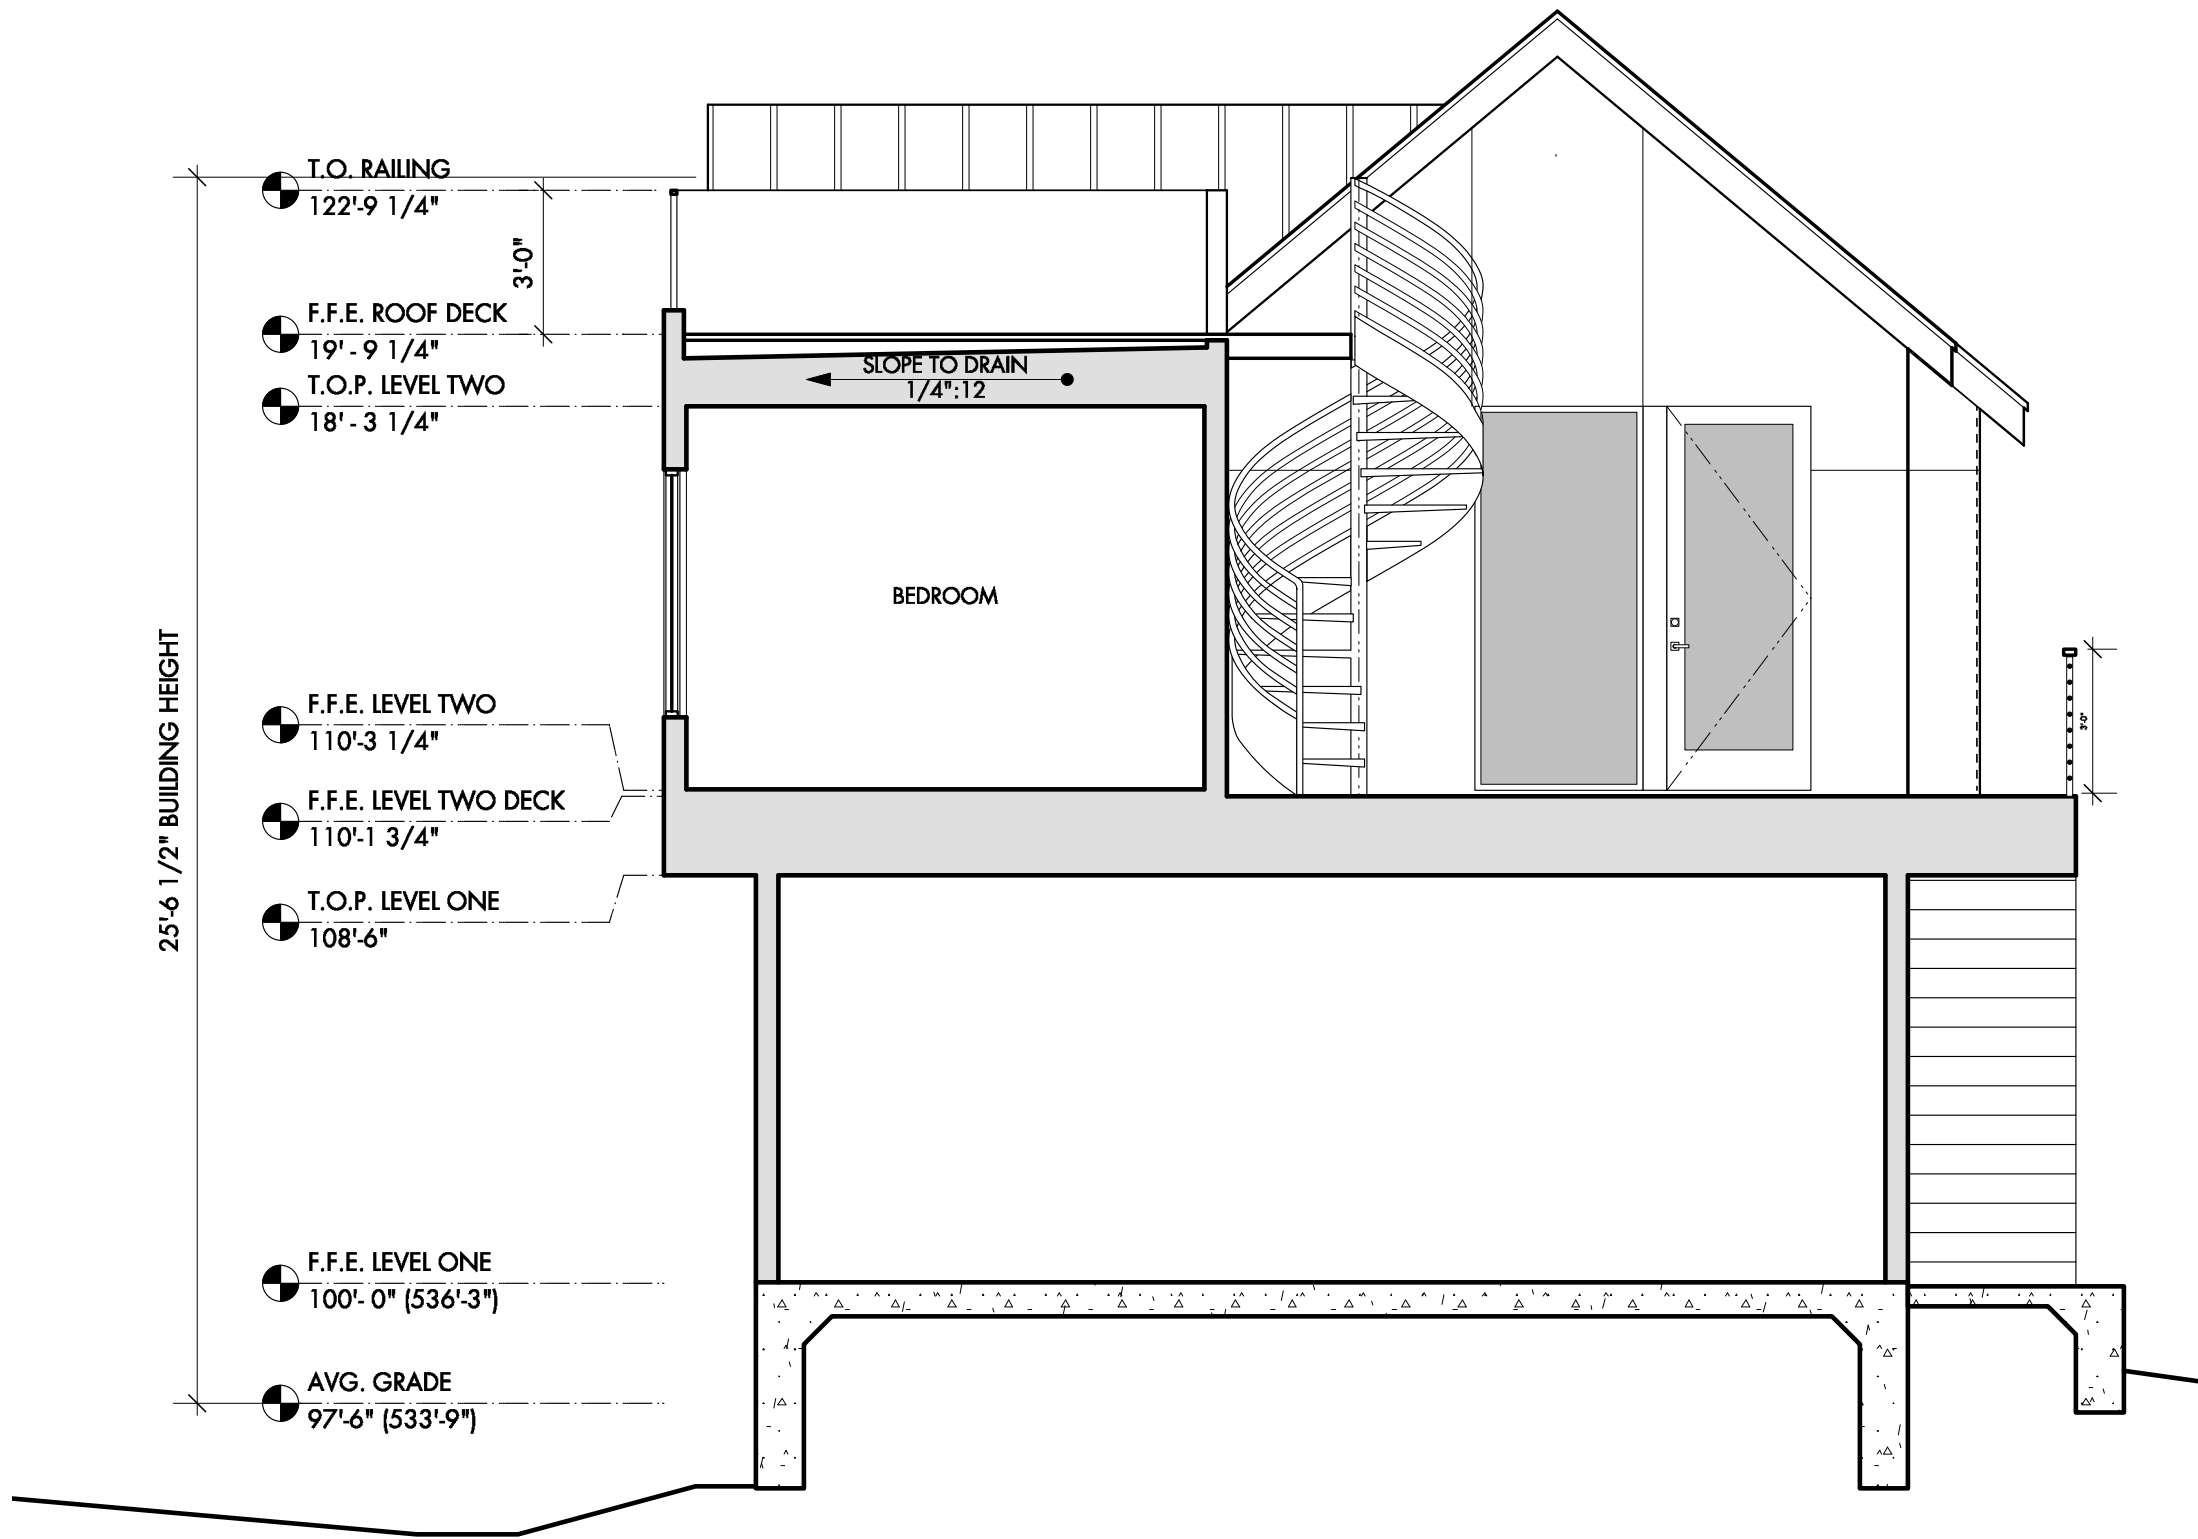 T.O. RAILING
122'-9 1/4"
3'-0"
F.F.E. ROOF DECK
19' - 9 1/4"
T.O.P. LEVEL TWO
18' - 3 1/4"
SLOPE TO DRAIN
1/4":12
BEDROOM
25'-6 1/2" BUILDING HEIGHT
F.F.E. LEVEL TWO
110'-3 1/4"
3'-0"
F.F.E. LEVEL TWO DECK
110'-1 3/4"
T.O.P. LEVEL ONE
108'-6"
F.F.E. LEVEL ONE
100'- 0" (536'-3")
AVG. GRADE
97'-6" (533'-9")